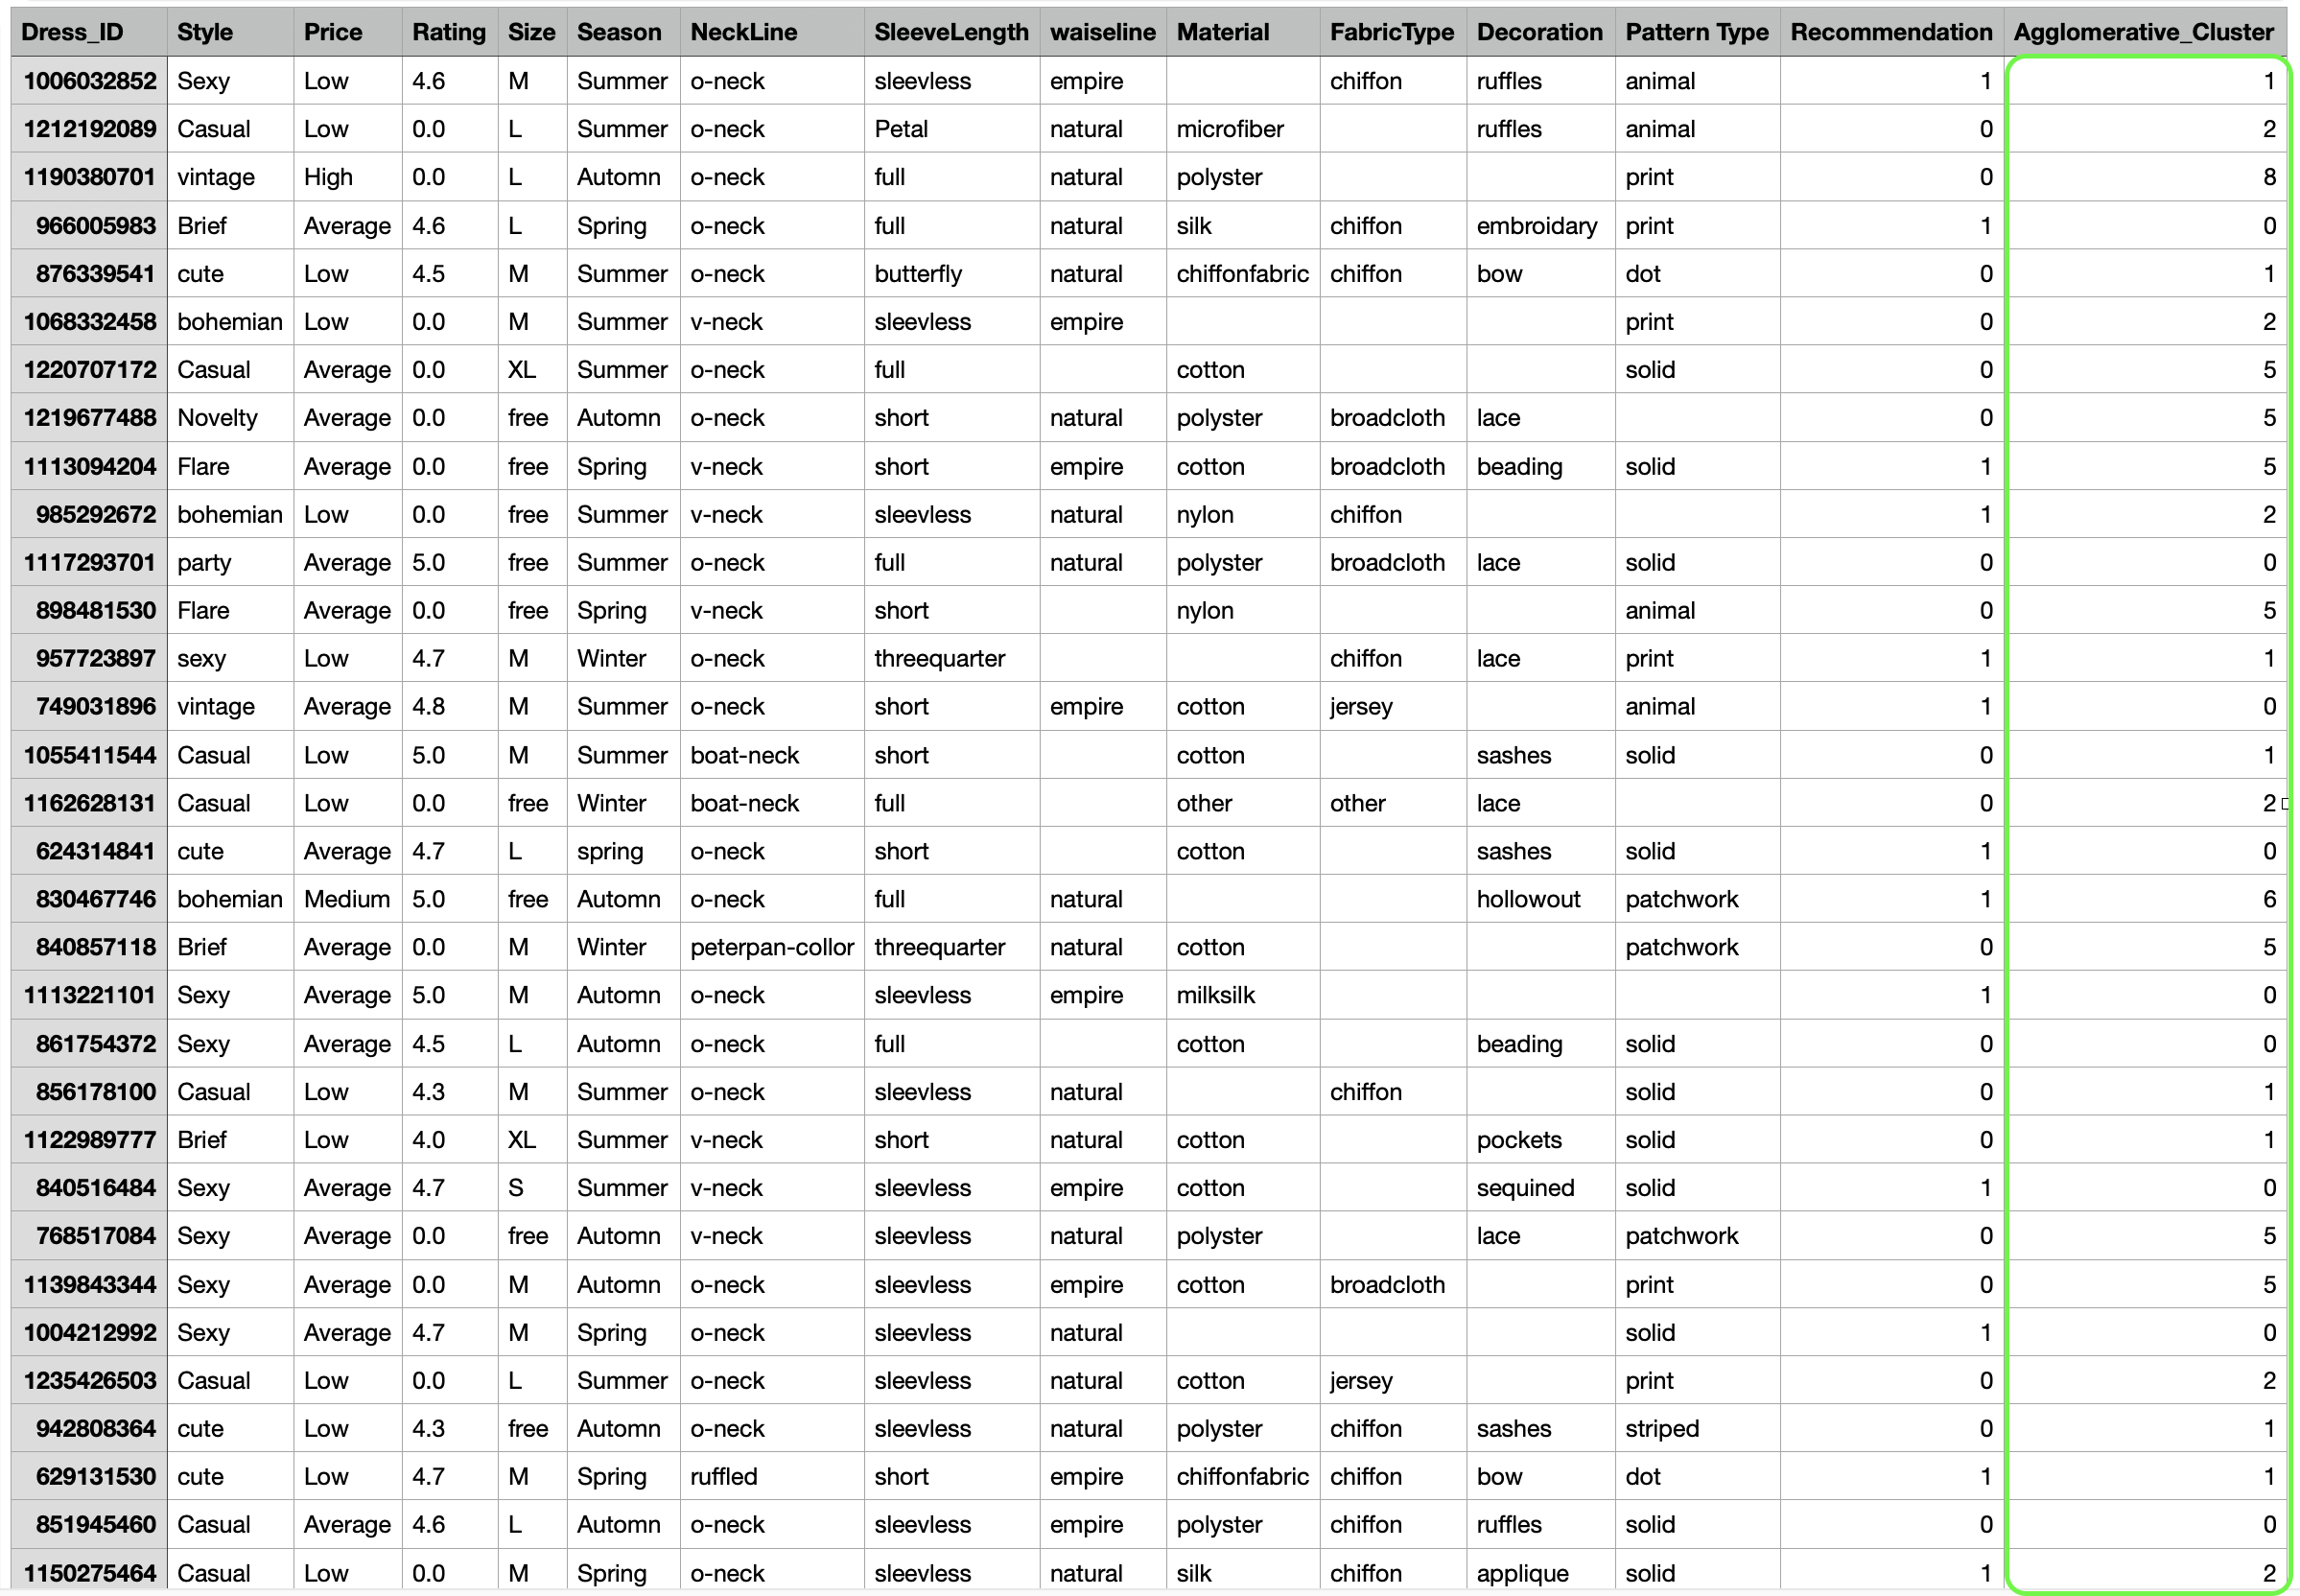 Dress_ID Style Price Rating Size Season NeckLine SleeveLength waiseline Material FabricType Decoration Pattern Type Recommendation Agglomerative_Cluster
1006032852 Sexy Low 4.6 M Summer o-neck sleevless empire chiffon ruffles animal 1 1
1212192089 Casual Low 0.0 L Summer o-neck Petal natural microfiber ruffles animal 0 2
1190380701 vintage High 0.0 L Automn o-neck full natural polyster print 0 8
966005983 Brief Average 4.6 L Spring o-neck full natural silk chiffon embroidary print 1 0
876339541 cute Low 4.5 M Summer o-neck butterfly natural chiffonfabric chiffon bow dot 0 1
1068332458 bohemian Low 0.0 M Summer v-neck sleevless empire print 0 2
1220707172 Casual Average 0.0 XL Summer o-neck full cotton solid 0 5
1219677488 Novelty Average 0.0 free Automn o-neck short natural polyster broadcloth lace 0 5
1113094204 Flare Average 0.0 free Spring v-neck short empire cotton broadcloth beading solid 1 5
985292672 bohemian Low 0.0 free Summer v-neck sleevless natural nylon chiffon 1 2
1117293701 party Average 5.0 free Summer o-neck full natural polyster broadcloth lace solid 0 0
898481530 Flare Average 0.0 free Spring v-neck short nylon animal 0 5
957723897 sexy Low 4.7 M Winter o-neck threequarter chiffon lace print 1 1
749031896 vintage Average 4.8 M Summer o-neck short empire cotton jersey animal 1 0
1055411544 Casual Low 5.0 M Summer boat-neck short cotton sashes solid 0 1
1162628131 Casual Low 0.0 free Winter boat-neck full other other lace 0 2
624314841 cute Average 4.7 L spring o-neck short cotton sashes solid 1 0
830467746 bohemian Medium 5.0 free Automn o-neck full natural hollowout patchwork 1 6
840857118 Brief Average 0.0 M Winter peterpan-collor threequarter natural cotton patchwork 0 5
1113221101 Sexy Average 5.0 M Automn o-neck sleevless empire milksilk 1 0
861754372 Sexy Average 4.5 L Automn o-neck full cotton beading solid 0 0
856178100 Casual Low 4.3 M Summer o-neck sleevless natural chiffon solid 0 1
1122989777 Brief Low 4.0 XL Summer v-neck short natural cotton pockets solid 0 1
840516484 Sexy Average 4.7 S Summer v-neck sleevless empire cotton sequined solid 1 0
768517084 Sexy Average 0.0 free Automn v-neck sleevless natural polyster lace patchwork 0 5
1139843344 Sexy Average 0.0 M Automn o-neck sleevless empire cotton broadcloth print 0 5
1004212992 Sexy Average 4.7 M Spring o-neck sleevless natural solid 1 0
1235426503 Casual Low 0.0 L Summer o-neck sleevless natural cotton jersey print 0 2
942808364 cute Low 4.3 free Automn o-neck sleevless natural polyster chiffon sashes striped 0 1
629131530 cute Low 4.7 M Spring ruffled short empire chiffonfabric chiffon bow dot 1 1
851945460 Casual Average 4.6 L Automn o-neck sleevless empire polyster chiffon ruffles solid 0 0
1150275464 Casual Low 0.0 M Spring o-neck sleevless natural silk chiffon applique solid 1 2